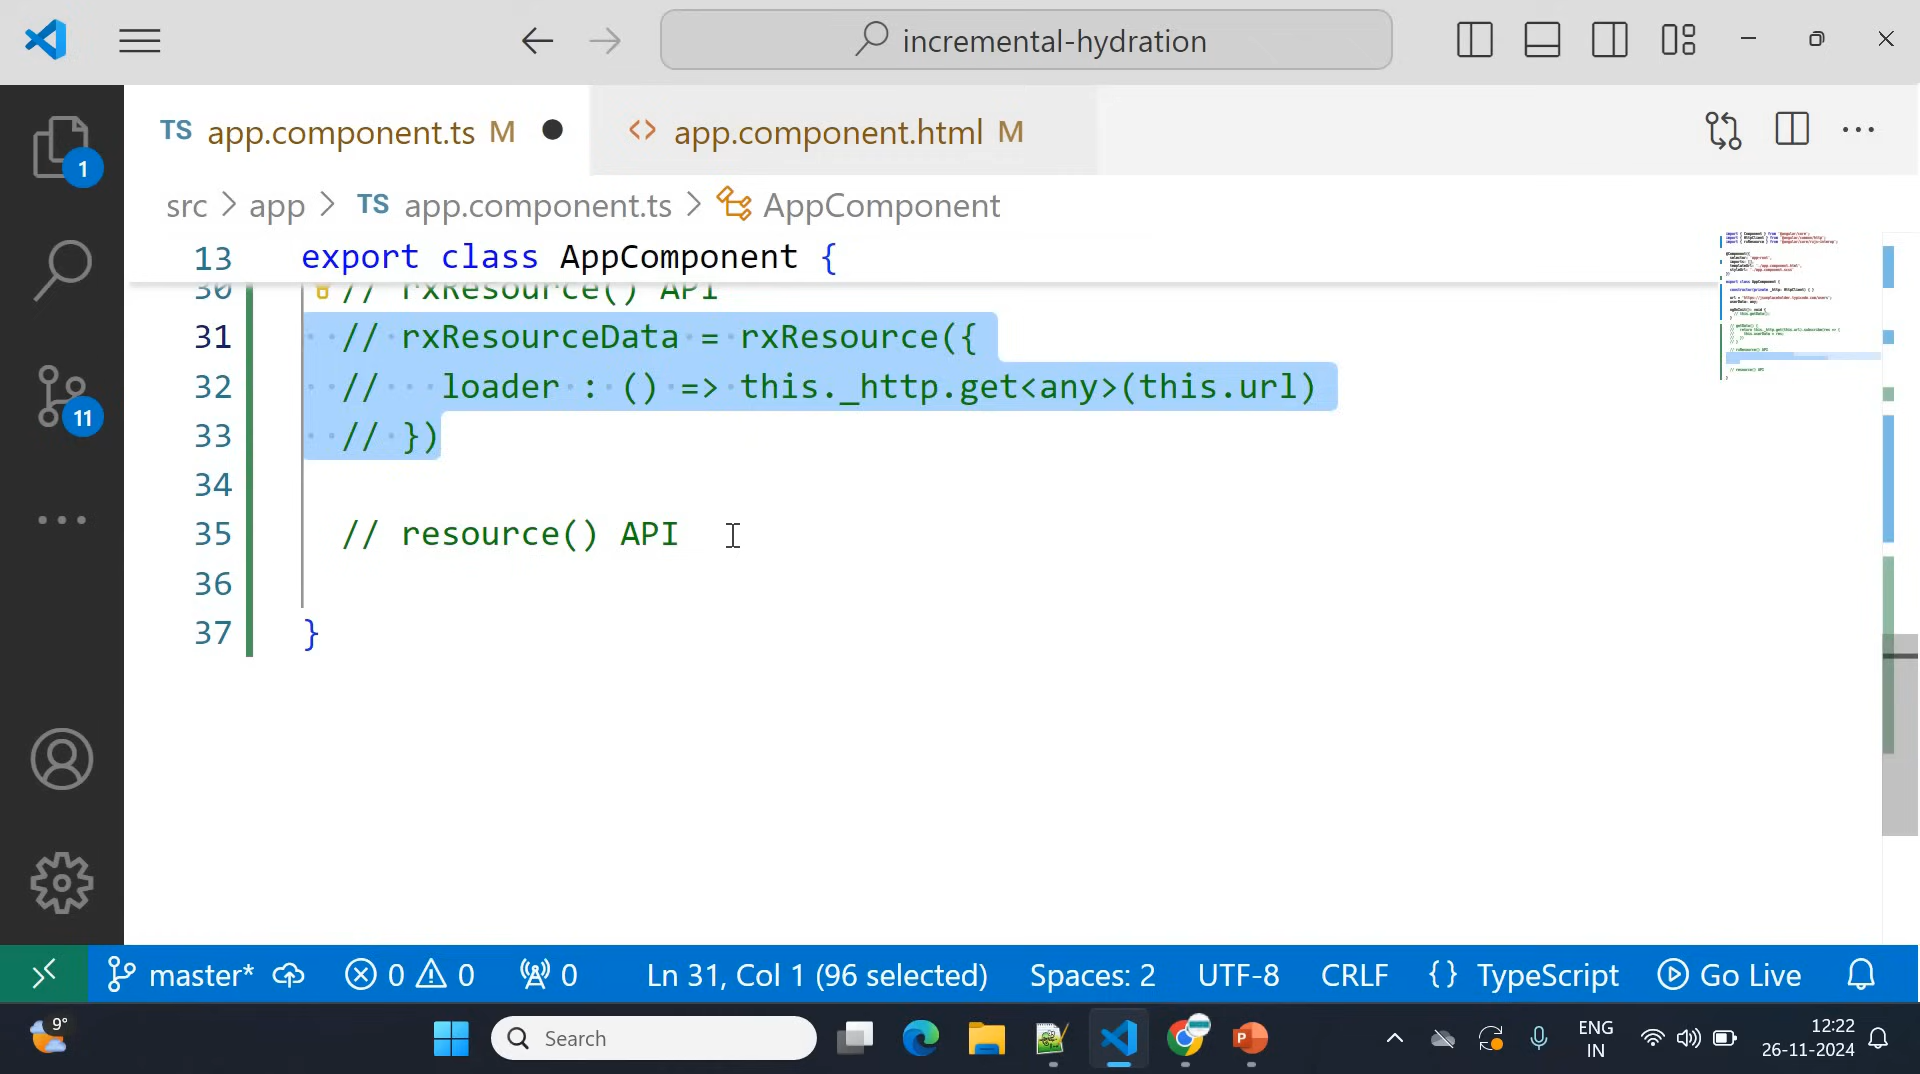 incremental-hydration
TS app.component.ts M
<> app.component.html M
src > app > TS app.component.ts > AppComponent
13 export class AppComponent {
30 // rxResource() API
31 // rxResourceData = rxResource({
32 // loader : () => this._http.get<any>(this.url)
33 // })
34
35 // resource() API
36
37 }
1
11
master* 0 0 0 Ln 31, Col 1 (96 selected) Spaces: 2 UTF-8 CRLF {} TypeScript Go Live
9°
Search
ENG
IN
12:22
26-11-2024